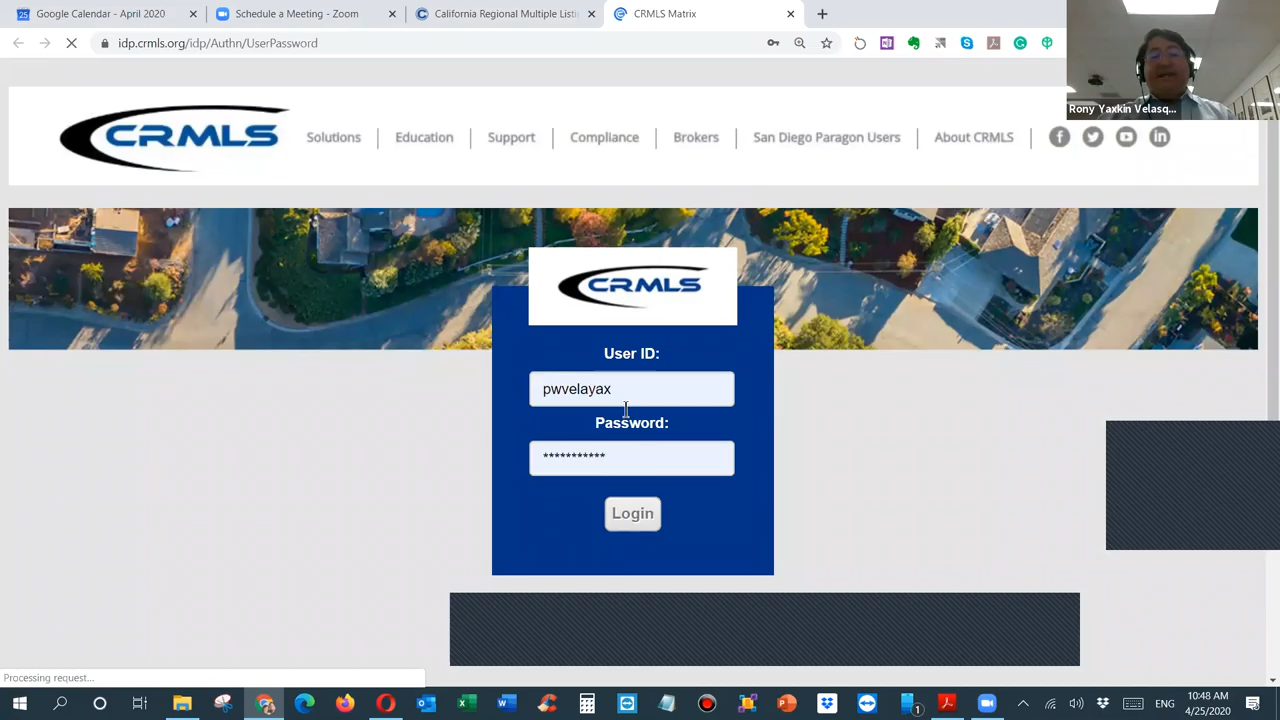 Google Calendar - April 2020
Schedule a Meeting - Zoom
California Regional Multiple Listi
CRMLS Matrix
idp.crmls.org/idp/Authn/UserPassword
Rony Yaxkin Velasq...
CRMLS
Solutions
Education
Support
Compliance
Brokers
San Diego Paragon Users
About CRMLS
CRMLS
User ID:
pwvelayax
Password:
***********
Login
Processing request...
ENG
10:48 AM
4/25/2020